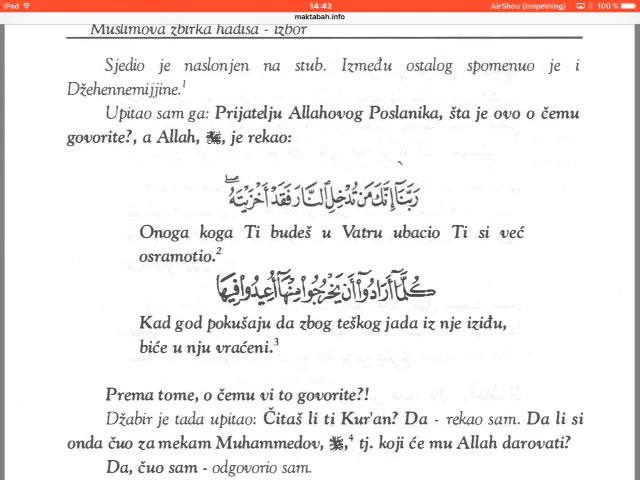 iPad 14:42 AirShou (Inspelning) 100 %
maktabah.info
Muslimova zbirka hadisa - izbor
Sjedio je naslonjen na stub. Između ostalog spomenuo je i
Džehennemijjine.1
Upitao sam ga: Prijatelju Allahovog Poslanika, šta je ovo o čemu
govorite?, a Allah, ﷻ, je rekao:
رَبَّنَآ إِنَّكَ مَن تُدْخِلِ ٱلنَّارَ فَقَدْ أَخْزَيْتَهُۥ ۖ
Onoga koga Ti budeš u Vatru ubacio Ti si već
osramotio.2
كُلَّمَآ أَرَادُوٓا۟ أَن يَخْرُجُوا۟ مِنْهَآ أُعِيدُوا۟ فِيهَا
Kad god pokušaju da zbog teškog jada iz nje iziđu,
biće u nju vraćeni.3
Prema tome, o čemu vi to govorite?!
Džabir je tada upitao: Čitaš li ti Kur'an? Da - rekao sam. Da li si
onda čuo za mekam Muhammedov, ﷺ,4 tj. koji će mu Allah darovati?
Da, čuo sam - odgovorio sam.